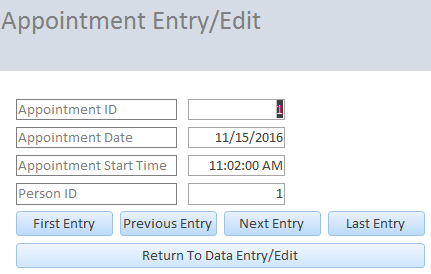 Appointment Entry/Edit
Appointment ID 1
Appointment Date 11/15/2016
Appointment Start Time 11:02:00 AM
Person ID 1
First Entry Previous Entry Next Entry Last Entry
Return To Data Entry/Edit